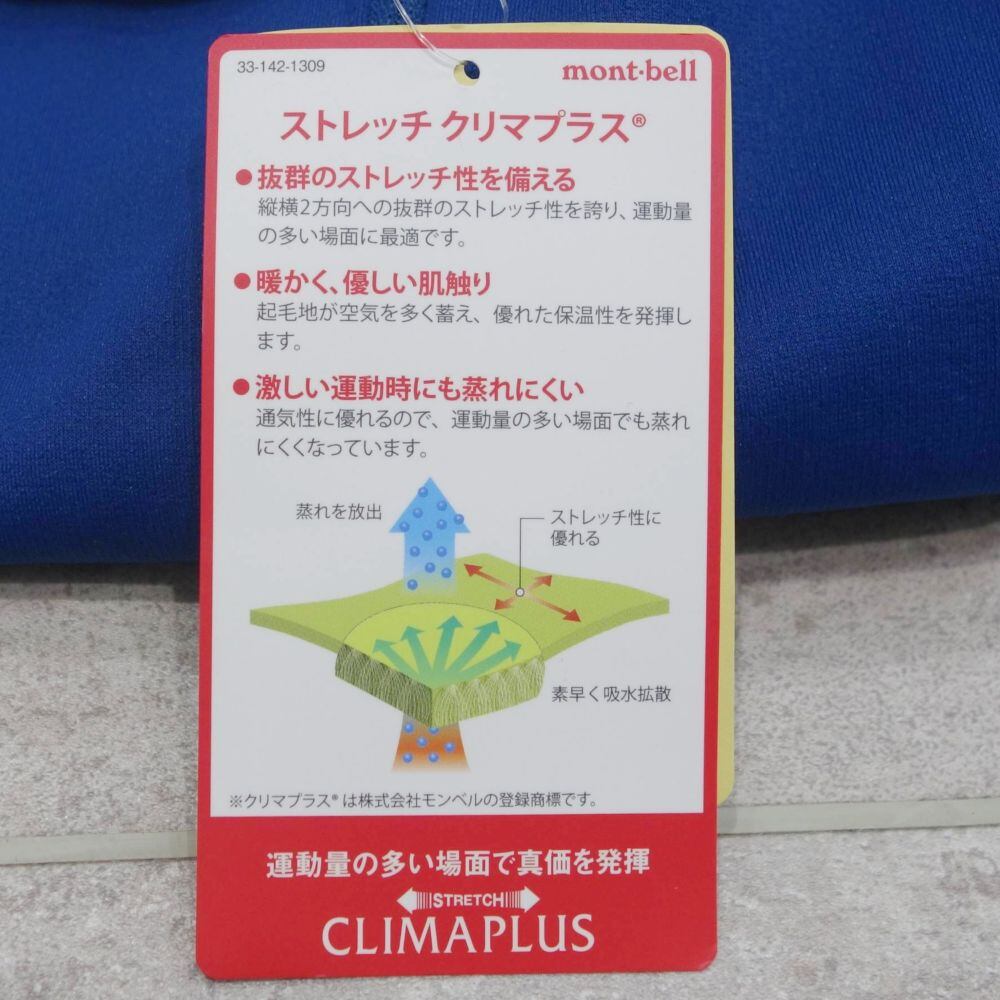 33-142-1309
mont·bell
ストレッチ クリマプラス®
●抜群のストレッチ性を備える
縦横2方向への抜群のストレッチ性を誇り、運動量
の多い場面に最適です。
●暖かく、優しい肌触り
起毛地が空気を多く蓄え、優れた保温性を発揮し
ます。
●激しい運動時にも蒸れにくい
通気性に優れるので、運動量の多い場面でも蒸れ
にくくなっています。
蒸れを放出
ストレッチ性に
優れる
素早く吸水拡散
※クリマプラス®は株式会社モンベルの登録商標です。
運動量の多い場面で真価を発揮
STRETCH
CLIMAPLUS